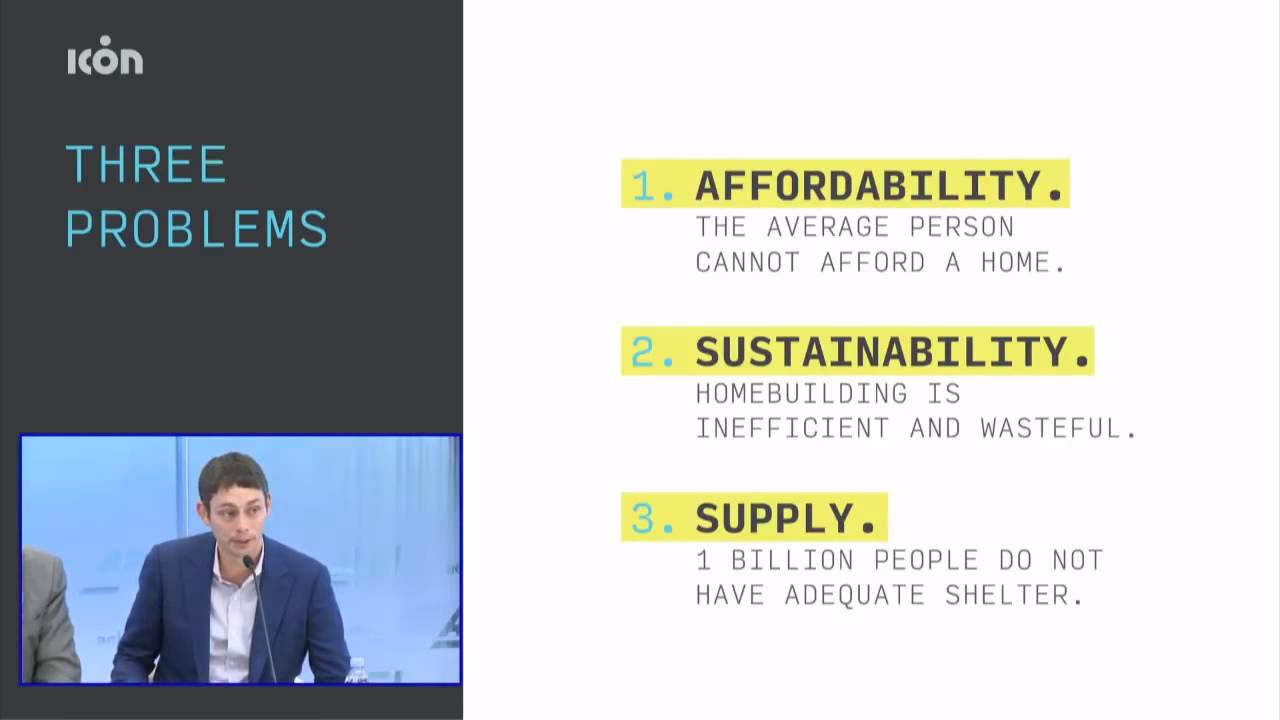 ICON
THREE
PROBLEMS
1. AFFORDABILITY.
THE AVERAGE PERSON
CANNOT AFFORD A HOME.
2. SUSTAINABILITY.
HOMEBUILDING IS
INEFFICIENT AND WASTEFUL.
3. SUPPLY.
1 BILLION PEOPLE DO NOT
HAVE ADEQUATE SHELTER.